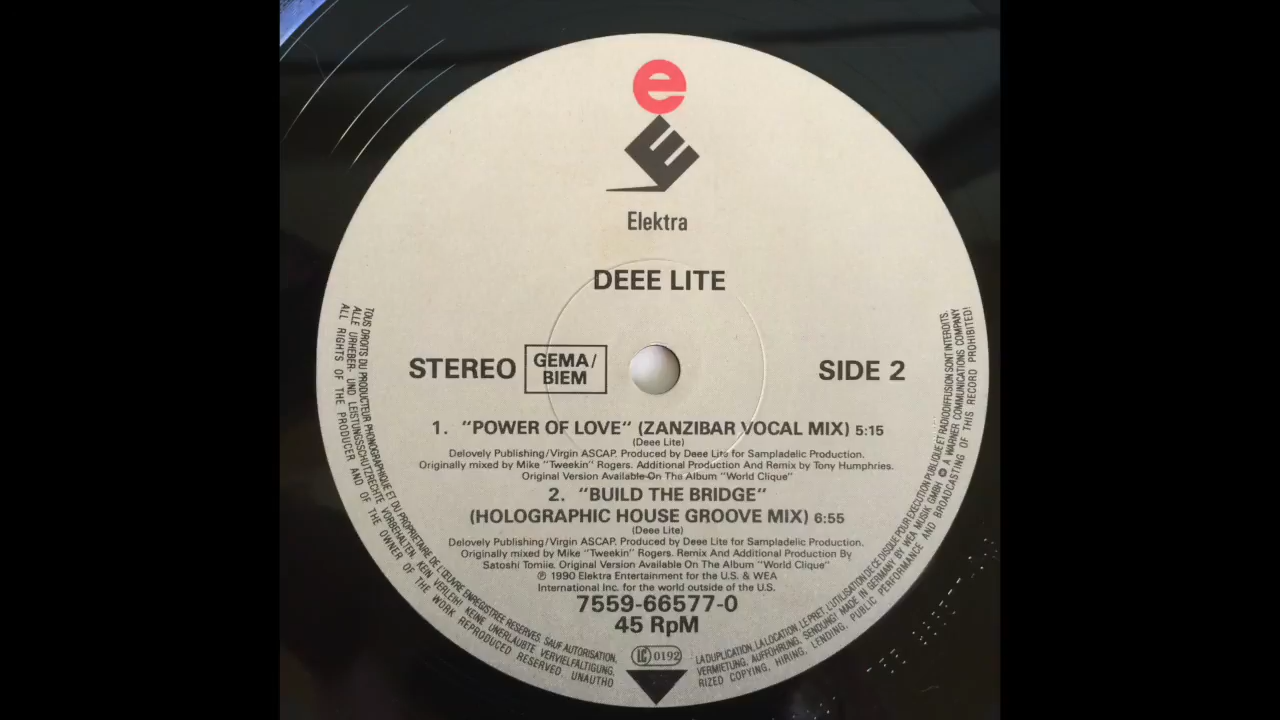 e
E
Elektra
DEEE LITE
STEREO GEMA/ BIEM SIDE 2
1. "POWER OF LOVE" (ZANZIBAR VOCAL MIX) 5:15
(Deee Lite)
Delovely Publishing/Virgin ASCAP. Produced by Deee Lite for Sampladelic Production.
Originally mixed by Mike "Tweekin" Rogers. Additional Production And Remix by Tony Humphries.
Original Version Available On The Album "World Clique"
2. "BUILD THE BRIDGE"
(HOLOGRAPHIC HOUSE GROOVE MIX) 6:55
(Deee Lite)
Delovely Publishing/Virgin ASCAP. Produced by Deee Lite for Sampladelic Production.
Originally mixed by Mike "Tweekin" Rogers. Remix And Additional Production By
Satoshi Tomiie. Original Version Available On The Album "World Clique"
℗ 1990 Elektra Entertainment for the U.S. & WEA
International Inc. for the world outside of the U.S.
7559-66577-0
45 RpM
LC 0192
TOUS DROITS DU PRODUCTEUR PHONOGRAPHIQUE ET DU PROPRIETAIRE DE L'ŒUVRE ENREGISTREE RESERVES. SAUF AUTORISATION,
LA DUPLICATION, LA LOCATION, LE PRET, L'UTILISATION DE CE DISQUE POUR EXECUTION PUBLIQUE ET RADIODIFFUSION SONT INTERDITS.
ALLE URHEBER- UND LEISTUNGSSCHUTZRECHTE VORBEHALTEN. KEIN VERLEIH! KEINE UNERLAUBTE VERVIELFÄLTIGUNG,
VERMIETUNG, AUFFÜHRUNG, SENDUNG! MADE IN GERMANY BY WEA MUSIK GMBH A WARNER COMMUNICATIONS COMPANY
ALL RIGHTS OF THE PRODUCER AND OF THE OWNER OF THE WORK REPRODUCED RESERVED. UNAUTHO
RIZED COPYING, HIRING, LENDING, PUBLIC PERFORMANCE AND BROADCASTING OF THIS RECORD PROHIBITED!